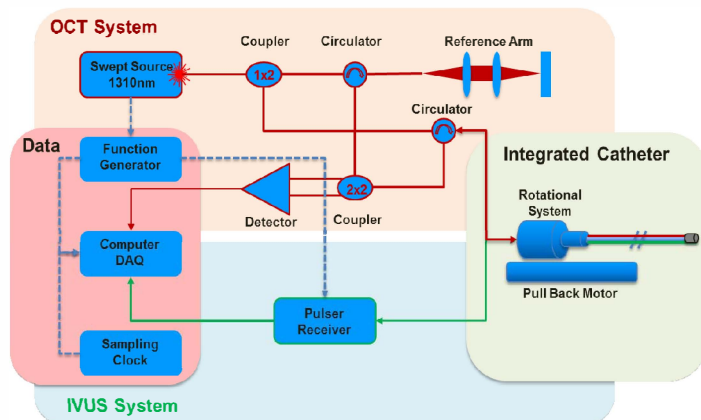 OCT System
Coupler
Circulator
Reference Arm
Swept Source
1310nm
1x2
Circulator
Data
Function
Generator
Integrated Catheter
2x2
Rotational
System
Detector
Coupler
Computer
DAQ
Pull Back Motor
Pulser
Receiver
Sampling
Clock
IVUS System